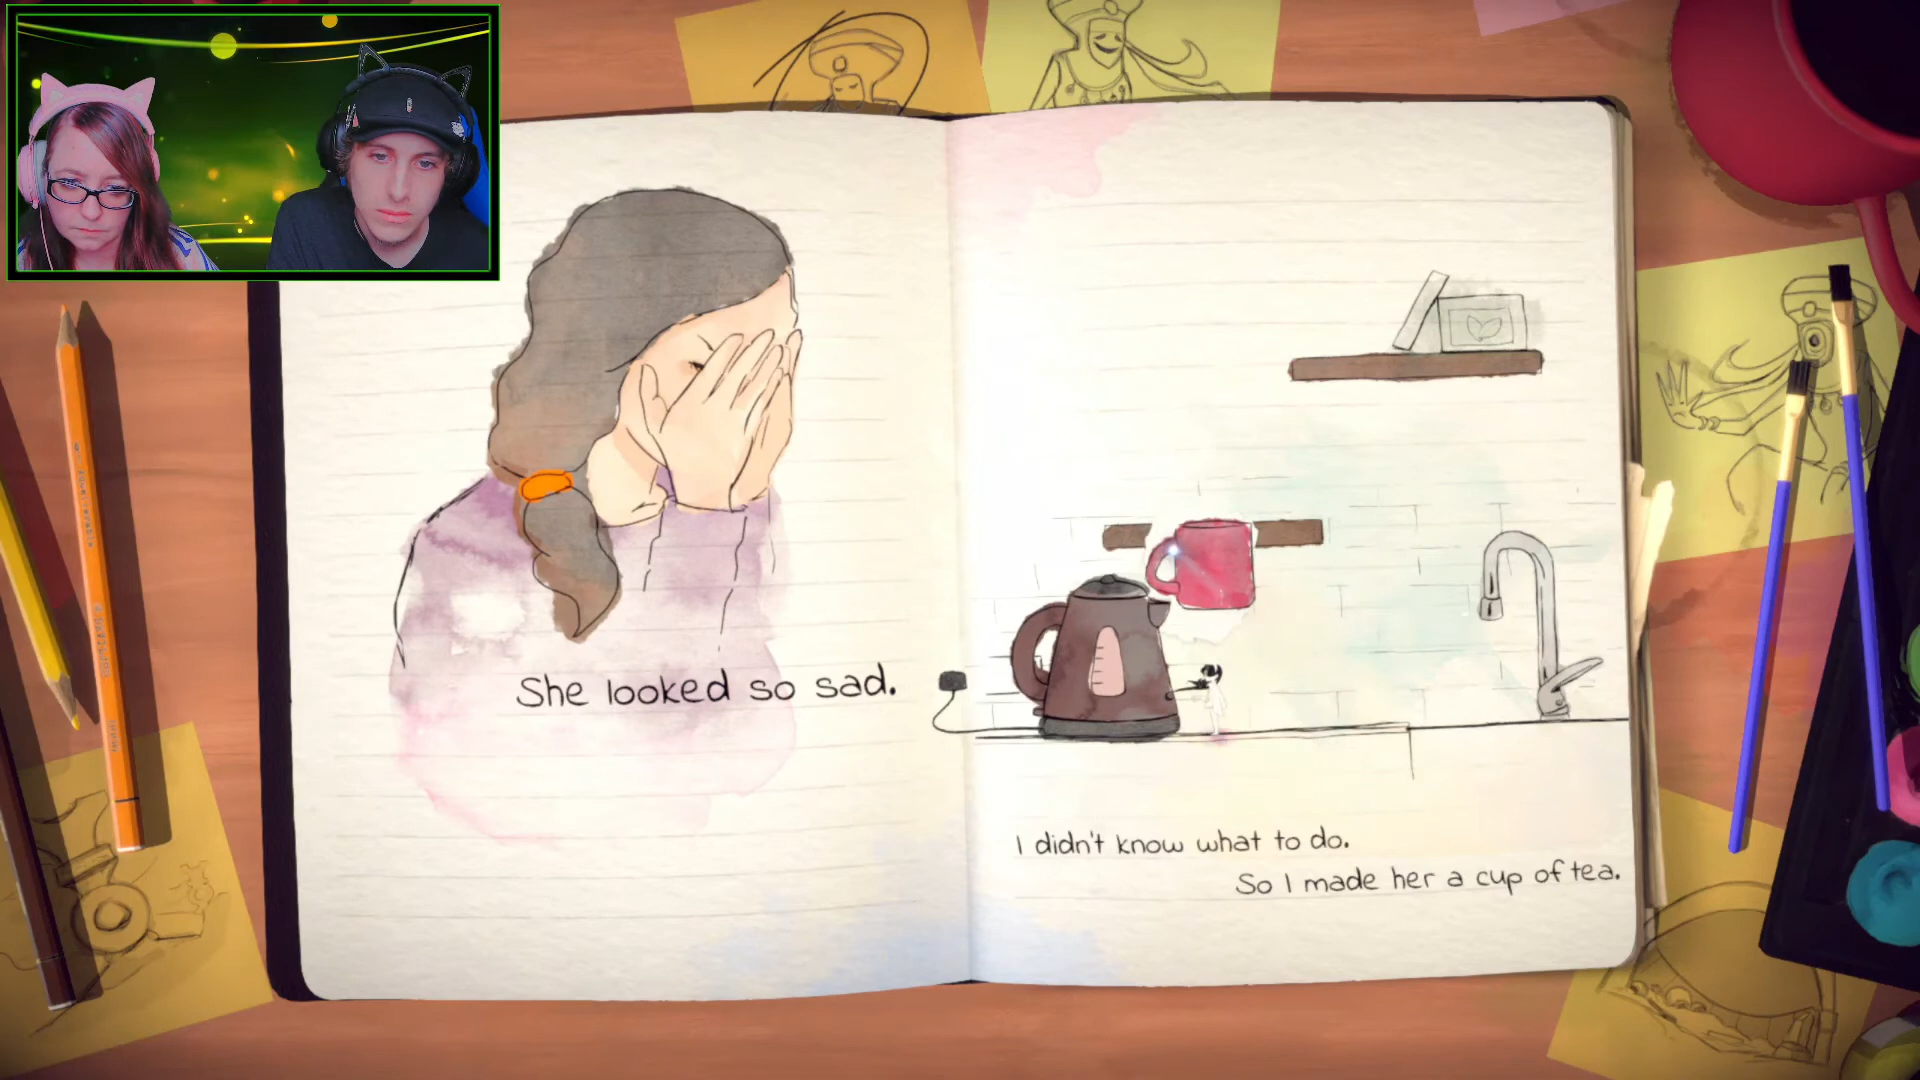 She looked so sad.
I didn't know what to do.
So I made her a cup of tea.